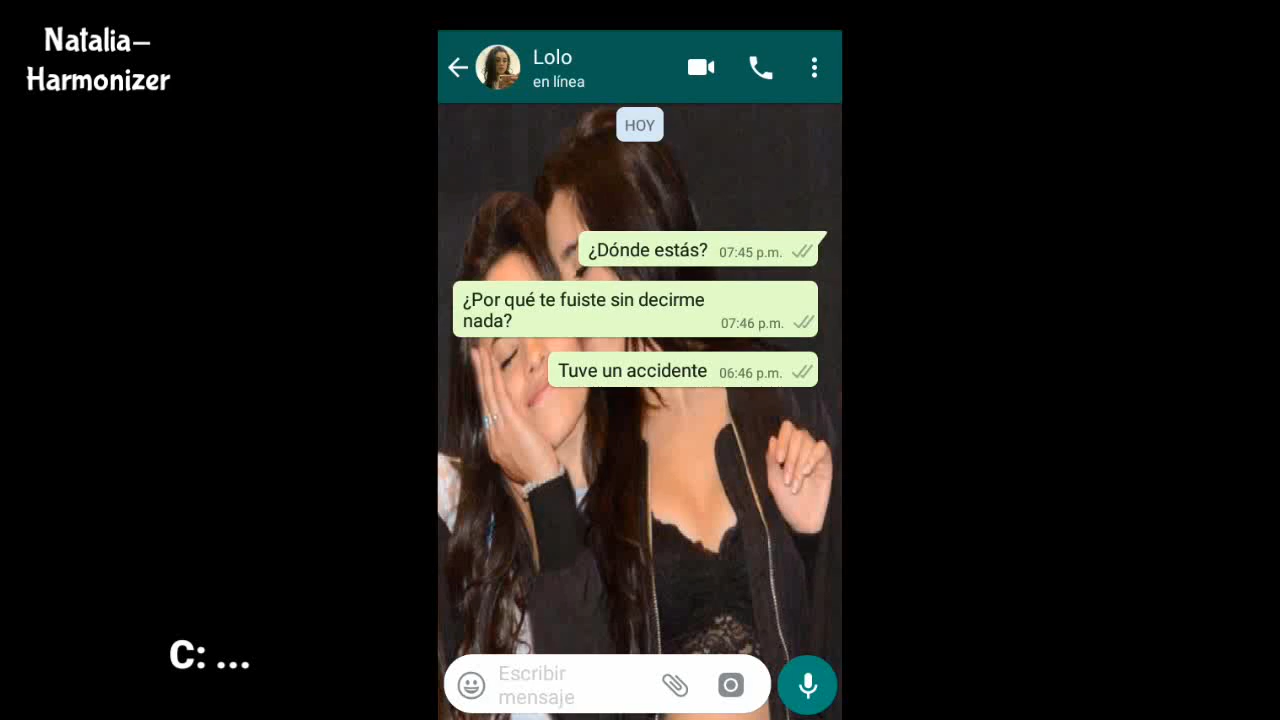 Natalia-
Harmonizer
Lolo
en línea
HOY
¿Dónde estás? 07:45 p.m.
¿Por qué te fuiste sin decirme
nada? 07:46 p.m.
Tuve un accidente 06:46 p.m.
Escribir
mensaje
C: ...